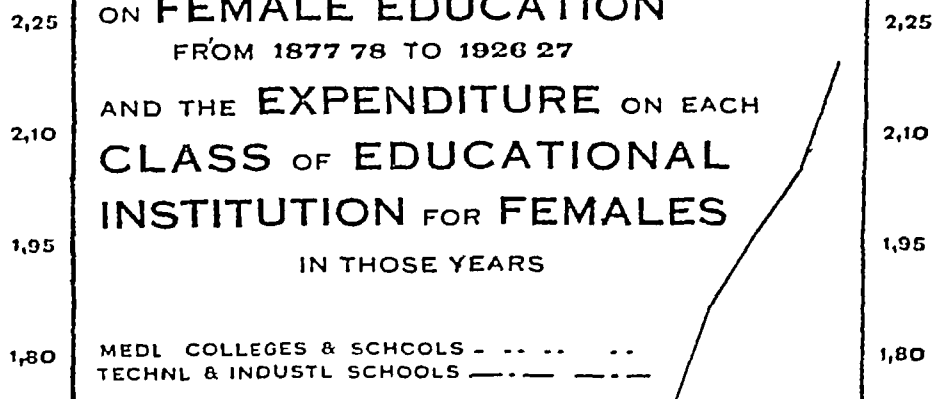 2,25 ON FEMALE EDUCATION 2,25
FROM 1877 78 TO 1926 27
AND THE EXPENDITURE ON EACH
2,10 2,10
CLASS OF EDUCATIONAL
INSTITUTION FOR FEMALES
1,95 1,95
IN THOSE YEARS
MEDL COLLEGES & SCHCOLS
1,80 1,80
TECHNL & INDUSTL SCHOOLS